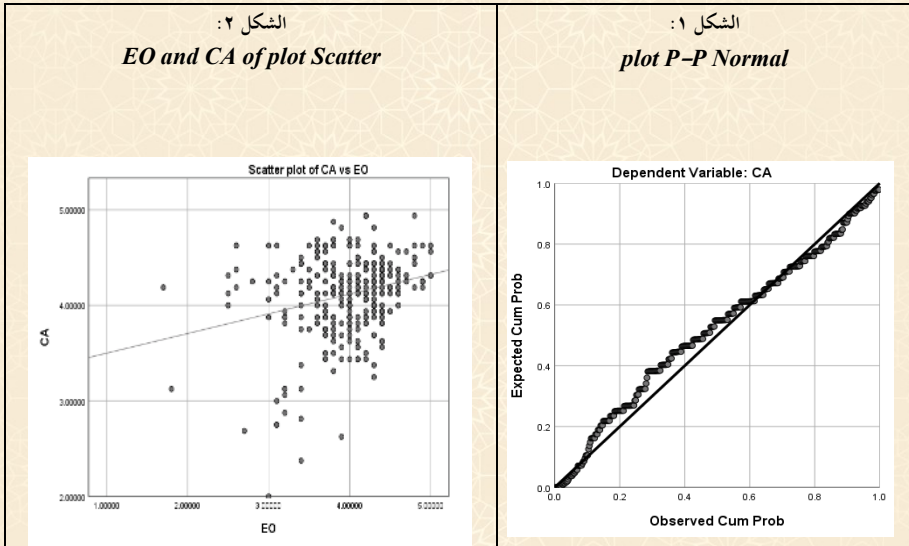 الشكل ١:
plot P–P Normal
Dependent Variable: CA
1.0
0.8
0.6
0.4
0.2
0.0
Expected Cum Prob
0.0 0.2 0.4 0.6 0.8 1.0
Observed Cum Prob
الشكل ٢:
EO and CA of plot Scatter
Scatter plot of CA vs EO
5.00000
4.00000
3.00000
2.00000
CA
1.00000 2.00000 3.00000 4.00000 5.00000
EO